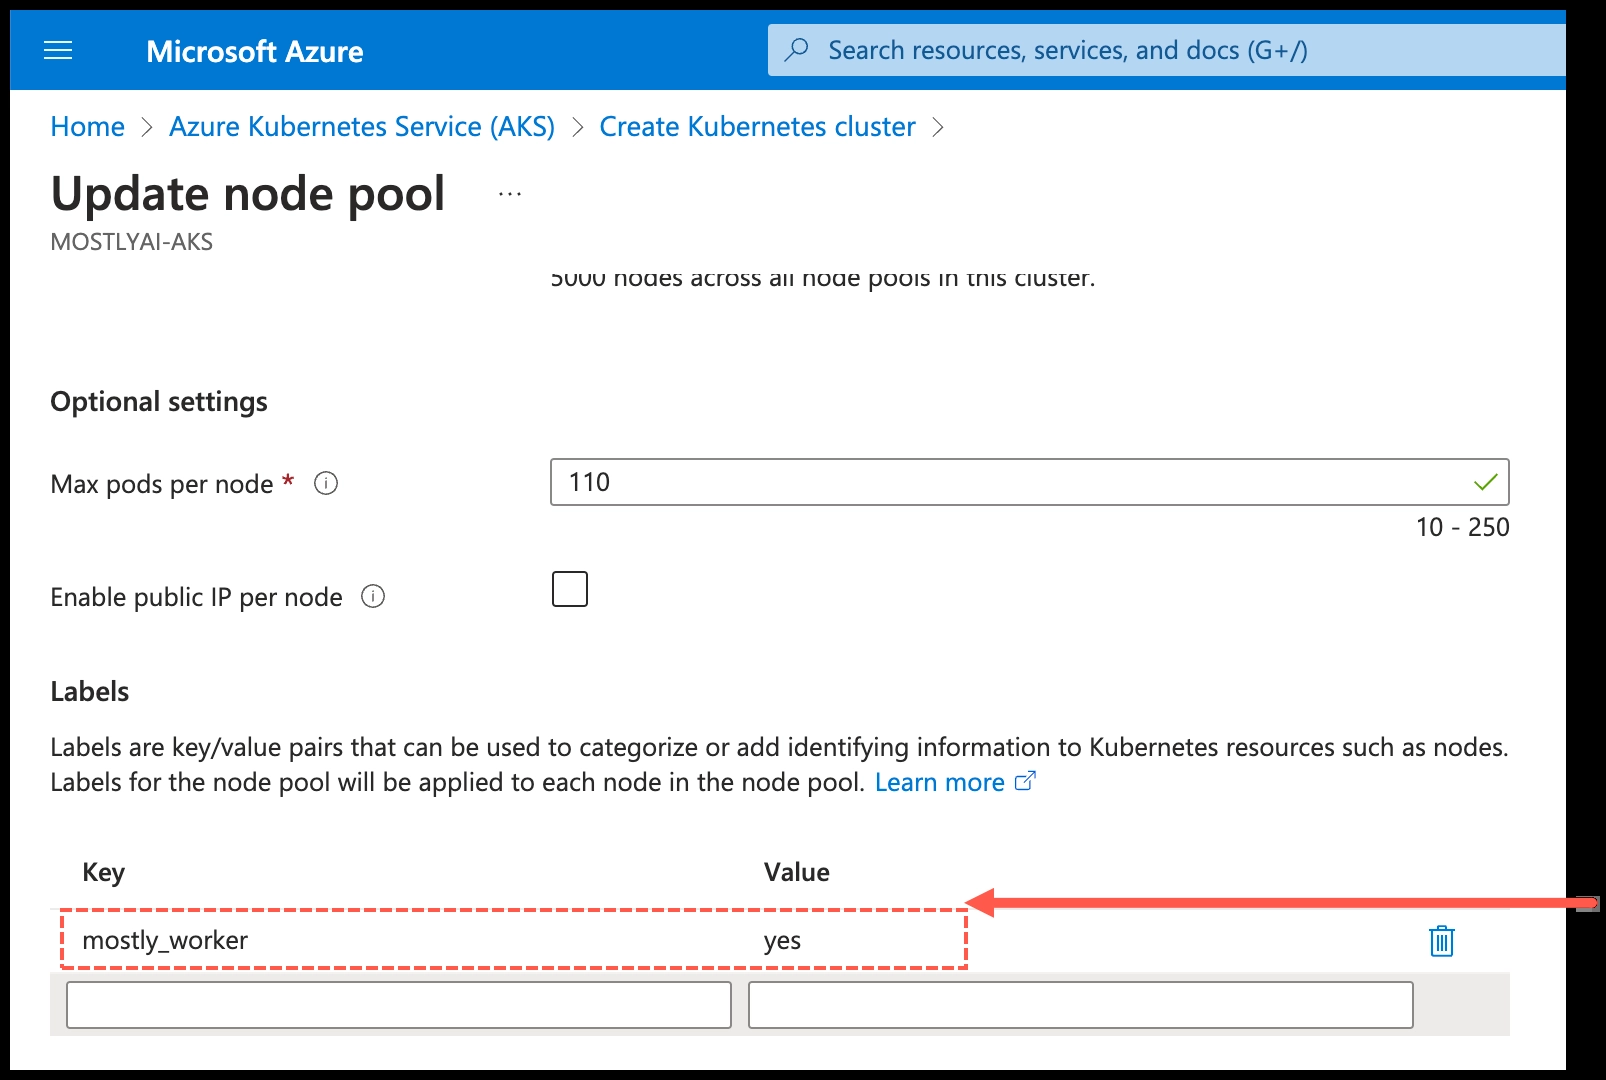 Microsoft Azure
Search resources, services, and docs (G+/)
Home > Azure Kubernetes Service (AKS) > Create Kubernetes cluster >
Update node pool ...
MOSTLYAI-AKS
5000 nodes across all node pools in this cluster.
Optional settings
Max pods per node *
110
10 - 250
Enable public IP per node
Labels
Labels are key/value pairs that can be used to categorize or add identifying information to Kubernetes resources such as nodes.
Labels for the node pool will be applied to each node in the node pool. Learn more
Key Value
mostly_worker yes